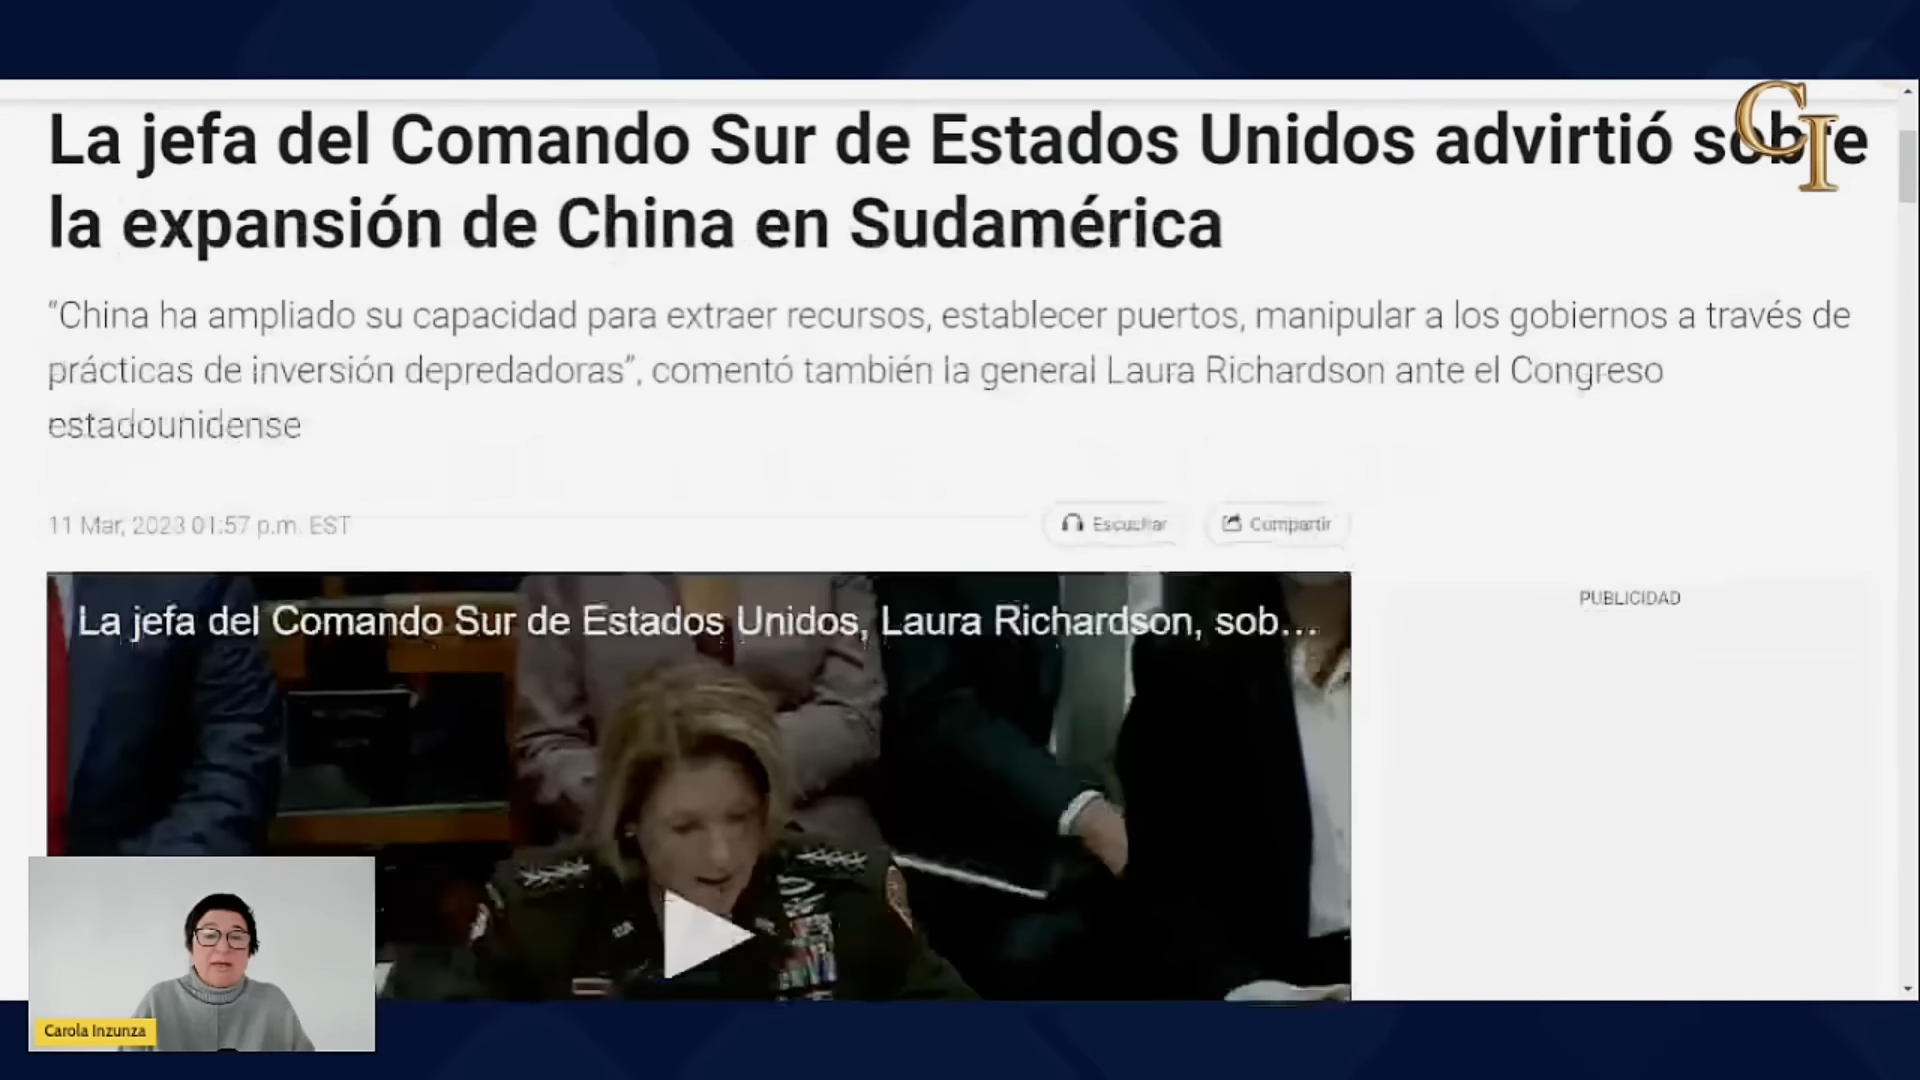 La jefa del Comando Sur de Estados Unidos advirtió sobre
la expansión de China en Sudamérica
CI
“China ha ampliado su capacidad para extraer recursos, establecer puertos, manipular a los gobiernos a través de
prácticas de inversión depredadoras”, comentó también la general Laura Richardson ante el Congreso
estadounidense
11 Mar, 2023 01:57 p.m. EST
Escuchar
Compartir
La jefa del Comando Sur de Estados Unidos, Laura Richardson, sob...
PUBLICIDAD
Carola Inzunza